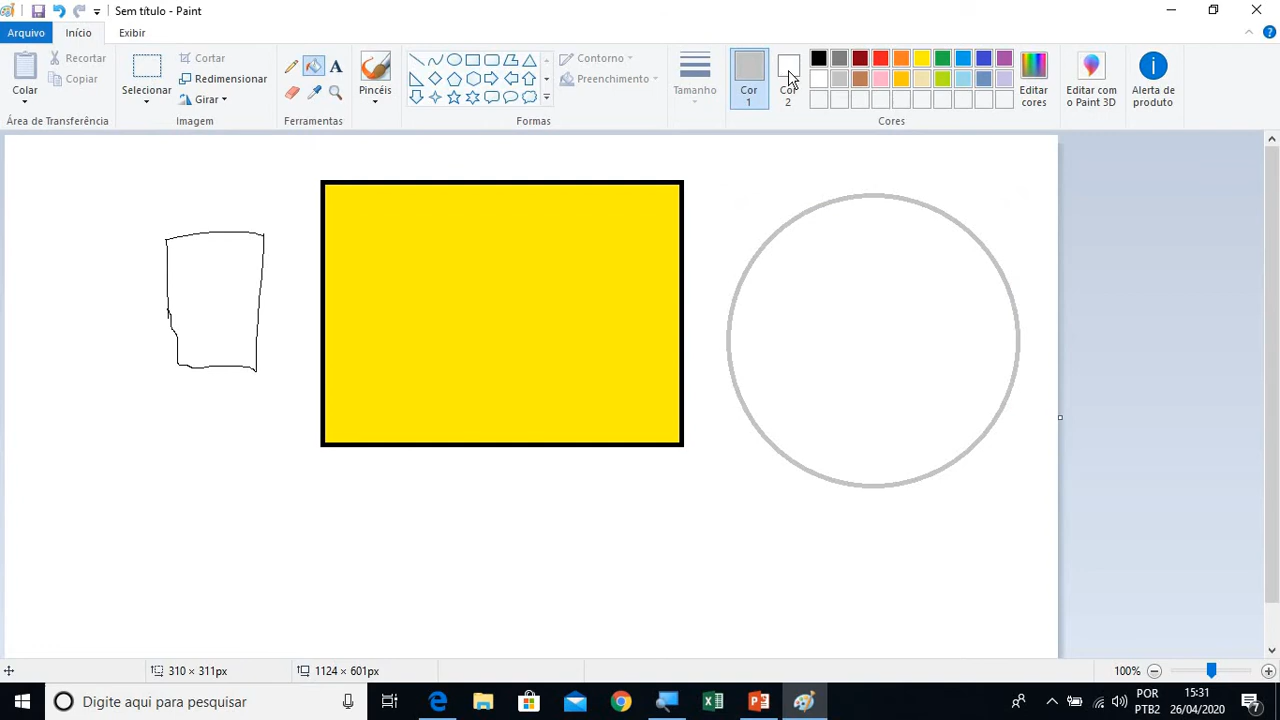 Sem título - Paint
Arquivo Início Exibir
Colar
Recortar
Copiar
Área de Transferência
Selecionar
Cortar
Redimensionar
Girar
Imagem
A
Ferramentas
Pincéis
Contorno
Preenchimento
Formas
Tamanho
Cor
1
Cor
2
Cores
Editar
cores
Editar com
o Paint 3D
Alerta de
produto
310 × 311px 1124 × 601px 100%
Digite aqui para pesquisar
POR
PTB2
15:31
26/04/2020
7